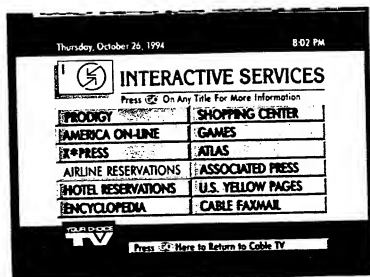 Thursday, October 26, 1994 8:02 PM
INTERACTIVE SERVICES
Press GO On Any Title For More Information
PRODIGY SHOPPING CENTER
AMERICA ON-LINE GAMES
X*PRESS ATLAS
AIRLINE RESERVATIONS ASSOCIATED PRESS
HOTEL RESERVATIONS U.S. YELLOW PAGES
ENCYCLOPEDIA CABLE FAXMAIL
YOUR CHOICE
TV
Press GO Here to Return to Cable TV